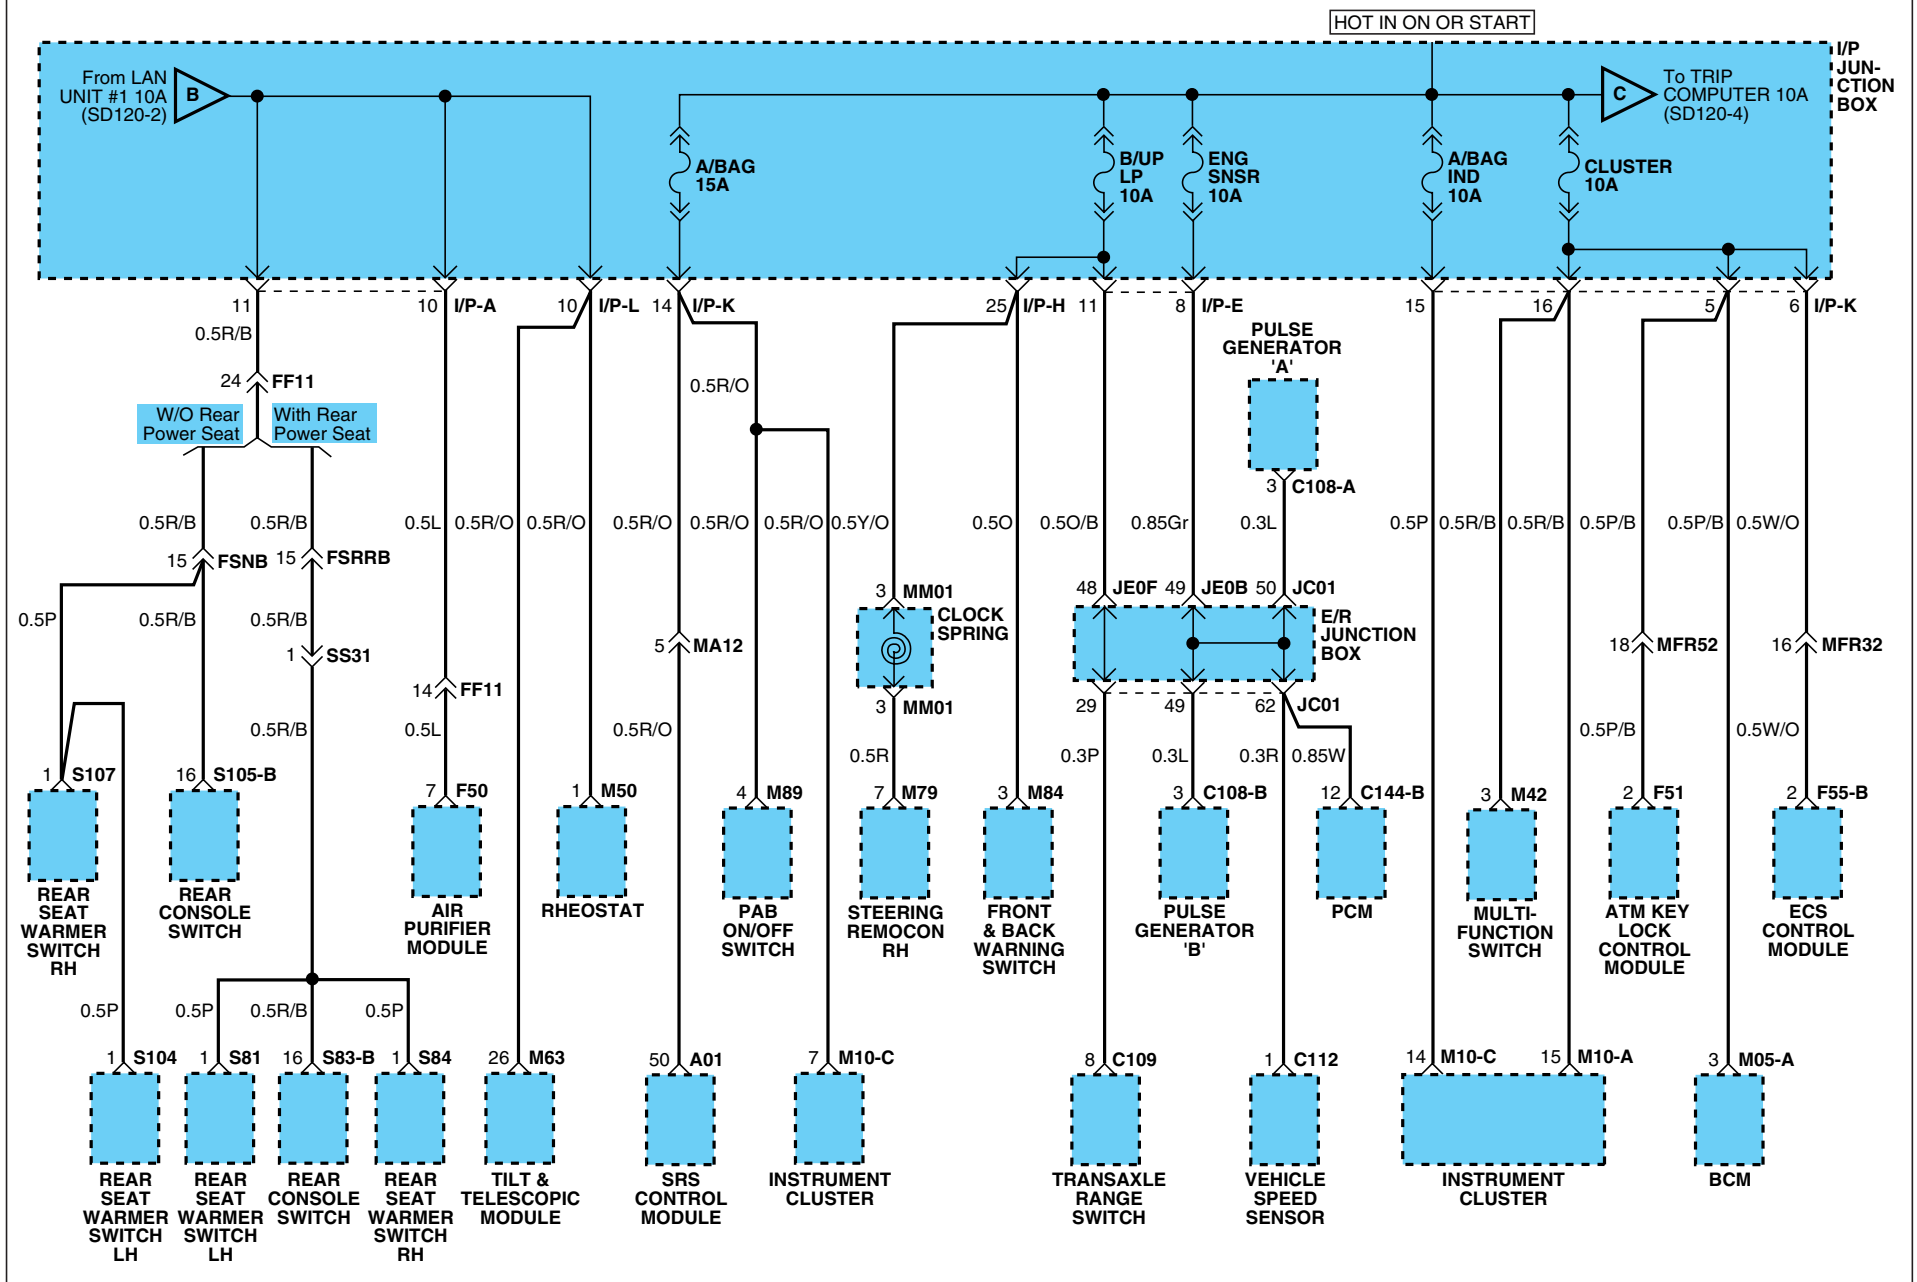 HOT IN ON OR START
I/P
JUN-
CTION
BOX
From LAN
UNIT #1 10A
(SD120-2)
B
C
To TRIP
COMPUTER 10A
(SD120-4)
A/BAG
15A
B/UP
LP
10A
ENG
SNSR
10A
A/BAG
IND
10A
CLUSTER
10A
11
10 I/P-A
10 I/P-L
14 I/P-K
25 I/P-H
11
8 I/P-E
15
16
5
6 I/P-K
0.5R/B
PULSE
GENERATOR
'A'
24 FF11
0.5R/O
W/O Rear
Power Seat
With Rear
Power Seat
3 C108-A
0.5R/B
0.5R/B
0.5L
0.5R/O
0.5R/O
0.5R/O
0.5R/O
0.5R/O
0.5Y/O
0.5O
0.5O/B
0.85Gr
0.3L
0.5P
0.5R/B
0.5R/B
0.5P/B
0.5P/B
0.5W/O
15 FSNB
15 FSRRB
3 MM01
48 JE0F
49 JE0B
50 JC01
0.5P
0.5R/B
0.5R/B
CLOCK
SPRING
E/R
JUNCTION
BOX
1 SS31
5 MA12
18 MFR52
16 MFR32
14 FF11
3 MM01
29
49
62 JC01
0.5R/B
0.5L
0.5R/O
0.5P/B
0.5W/O
0.5R
0.3P
0.3L
0.3R
0.85W
1 S107
16 S105-B
7 F50
1 M50
4 M89
7 M79
3 M84
3 C108-B
12 C144-B
3 M42
2 F51
2 F55-B
REAR
SEAT
WARMER
SWITCH
RH
REAR
CONSOLE
SWITCH
AIR
PURIFIER
MODULE
RHEOSTAT
PAB
ON/OFF
SWITCH
STEERING
REMOCON
RH
FRONT
& BACK
WARNING
SWITCH
PULSE
GENERATOR
'B'
PCM
MULTI-
FUNCTION
SWITCH
ATM KEY
LOCK
CONTROL
MODULE
ECS
CONTROL
MODULE
0.5P
0.5P
0.5R/B
0.5P
1 S104
1 S81
16 S83-B
1 S84
26 M63
50 A01
7 M10-C
8 C109
1 C112
14 M10-C
15 M10-A
3 M05-A
REAR
SEAT
WARMER
SWITCH
LH
REAR
SEAT
WARMER
SWITCH
LH
REAR
CONSOLE
SWITCH
REAR
SEAT
WARMER
SWITCH
RH
TILT &
TELESCOPIC
MODULE
SRS
CONTROL
MODULE
INSTRUMENT
CLUSTER
TRANSAXLE
RANGE
SWITCH
VEHICLE
SPEED
SENSOR
INSTRUMENT
CLUSTER
BCM